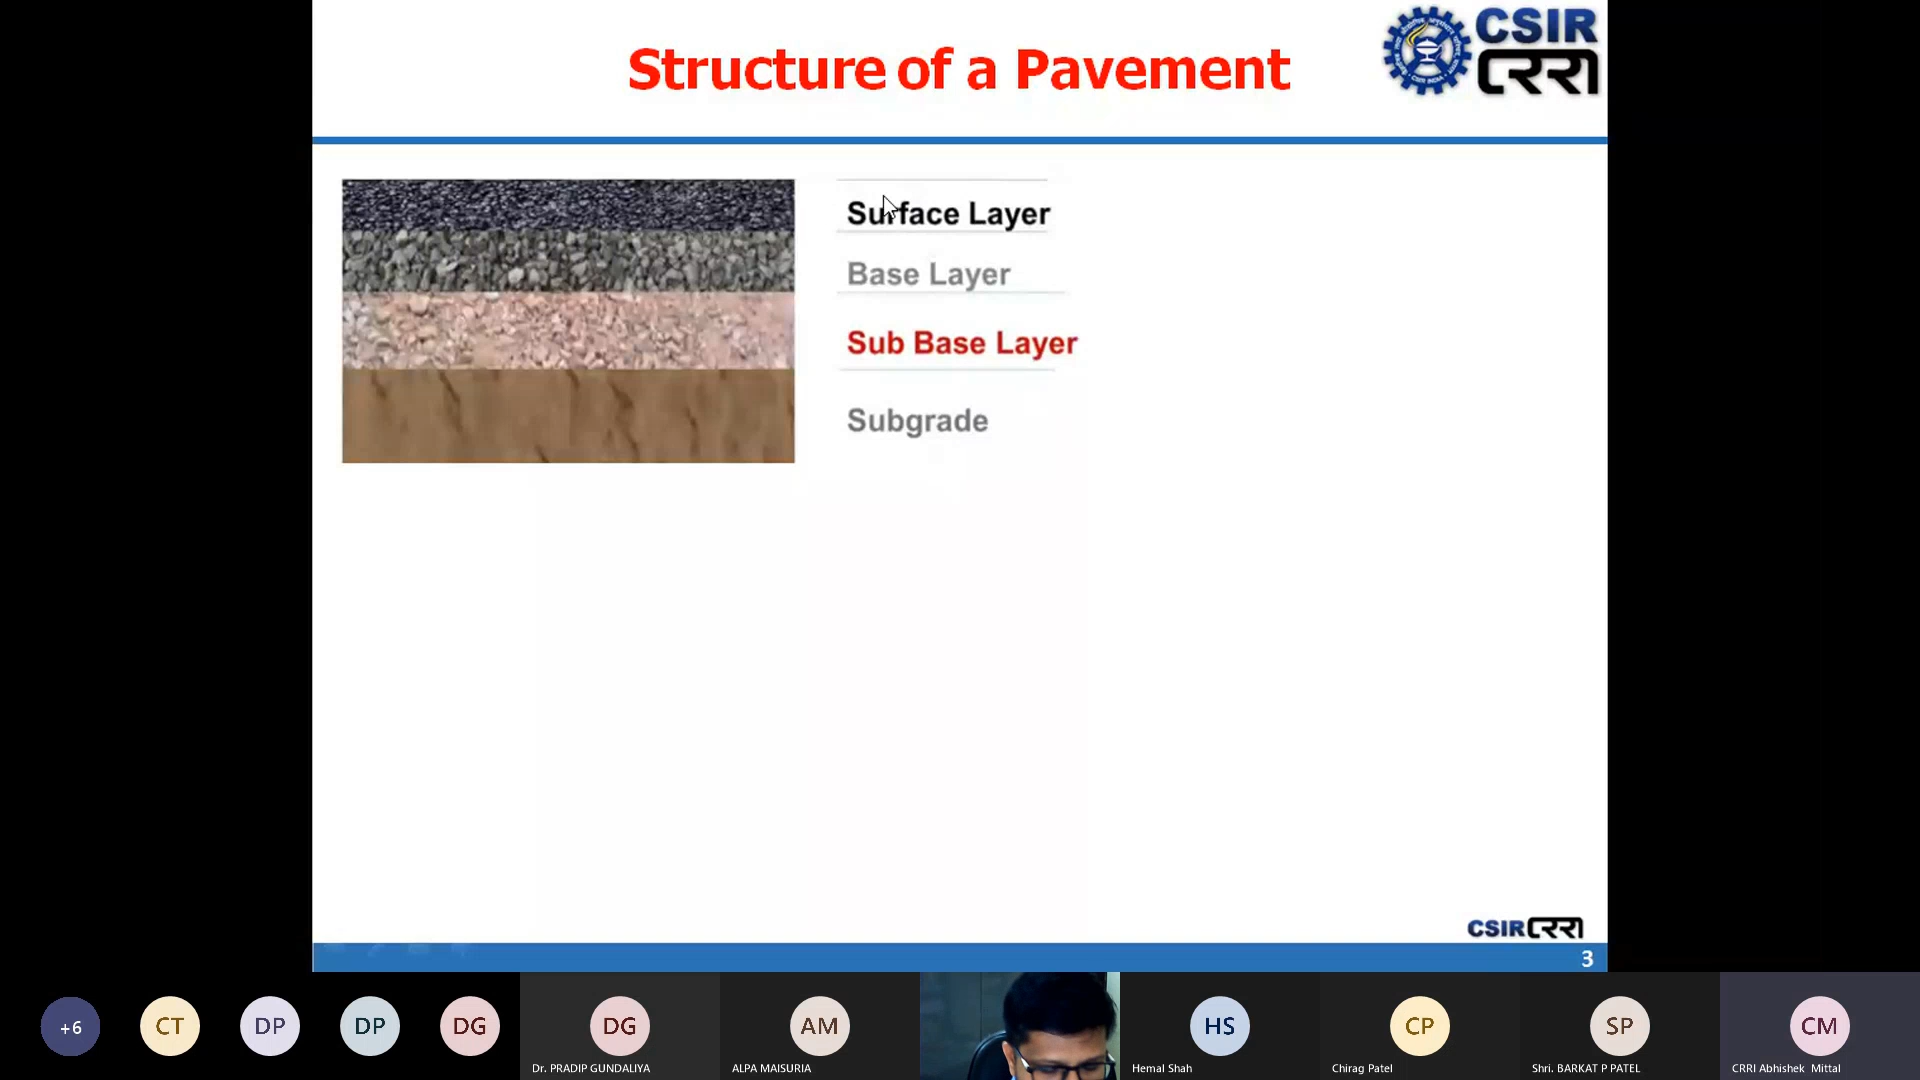 CSIR
CRRI
Structure of a Pavement
Surface Layer
Base Layer
Sub Base Layer
Subgrade
CSIR CRRI
3
+6
CT
DP
DP
DG
DG
AM
HS
CP
SP
CM
Dr. PRADIP GUNDALIYA
ALPA MAISURIA
Hemal Shah
Chirag Patel
Shri. BARKAT P PATEL
CRRI Abhishek Mittal